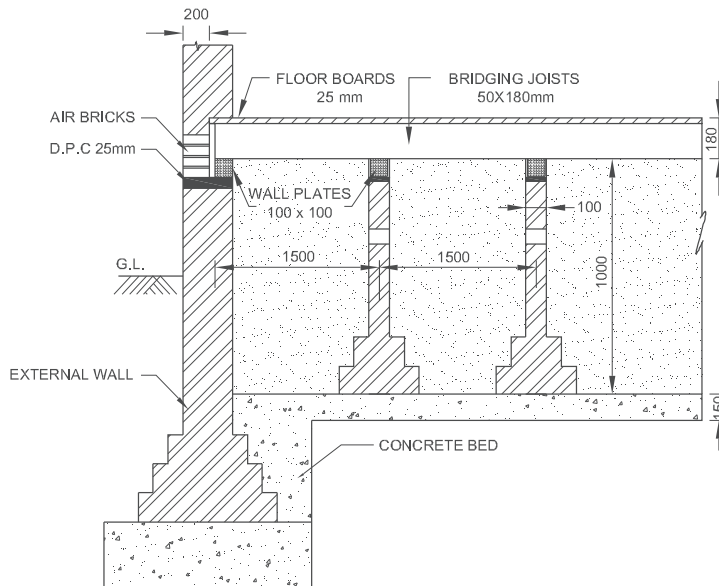 200
FLOOR BOARDS
25 mm
BRIDGING JOISTS
50X180mm
AIR BRICKS
D.P.C 25mm
180
WALL PLATES
100 x 100
100
1500
1500
G.L.
1000
EXTERNAL WALL
150
CONCRETE BED